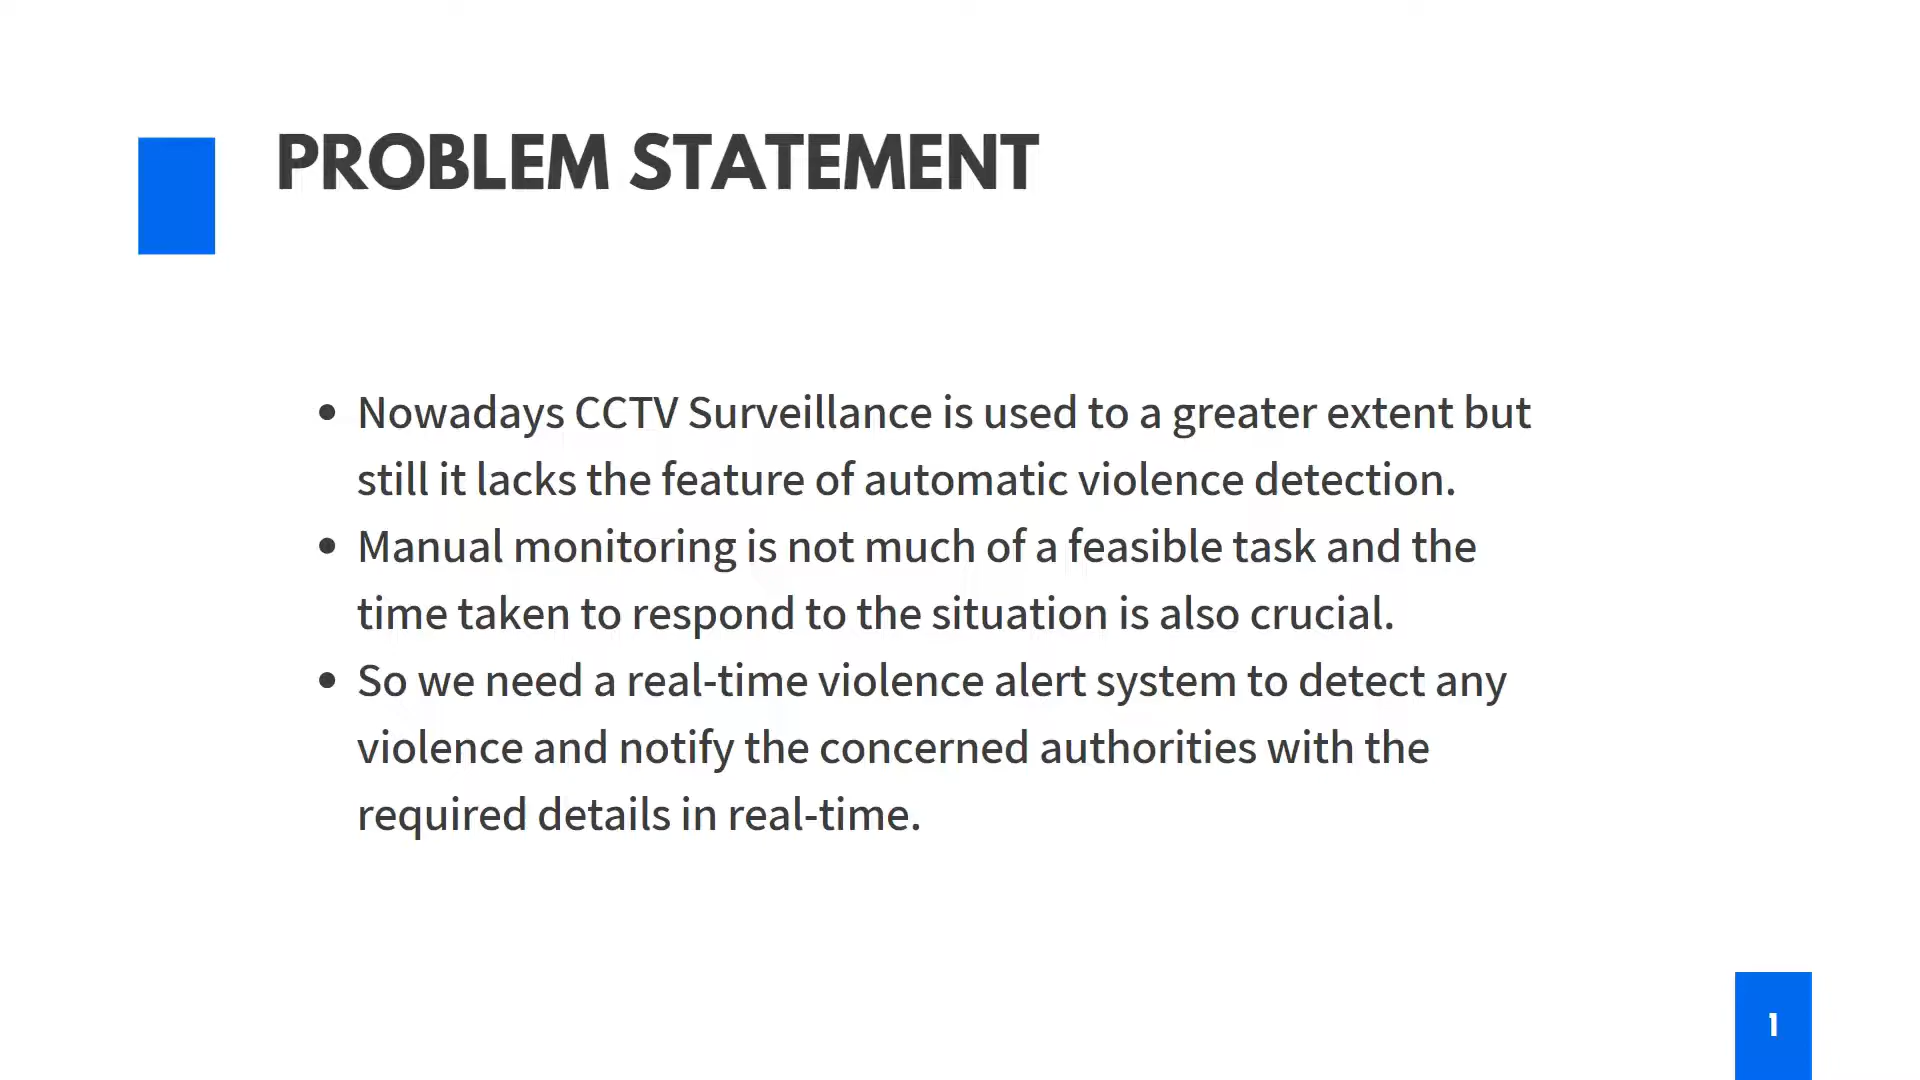 PROBLEM STATEMENT
• Nowadays CCTV Surveillance is used to a greater extent but
still it lacks the feature of automatic violence detection.
• Manual monitoring is not much of a feasible task and the
time taken to respond to the situation is also crucial.
• So we need a real-time violence alert system to detect any
violence and notify the concerned authorities with the
required details in real-time.
1